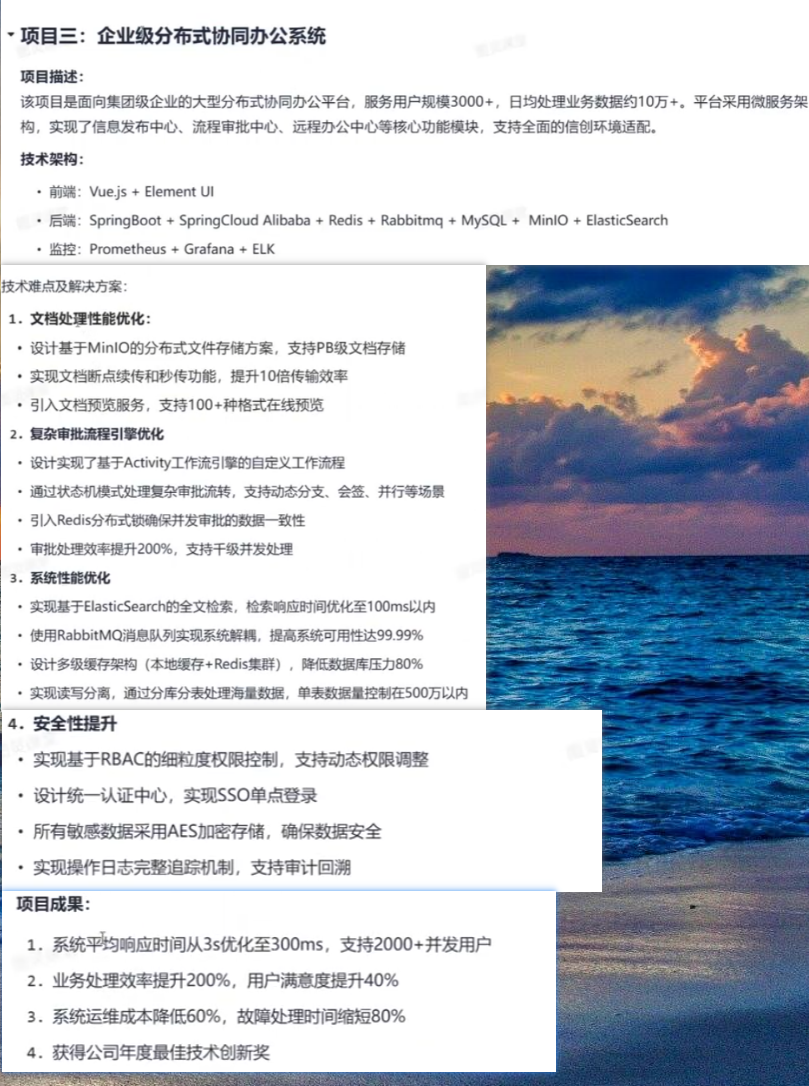 项目三：企业级分布式协同办公系统
项目描述：
该项目是面向集团级企业的大型分布式协同办公平台，服务用户规模3000+，日均处理业务数据约10万+。平台采用微服务架
构，实现了信息发布中心、流程审批中心、远程办公中心等核心功能模块，支持全面的信创环境适配。
技术架构：
• 前端：Vue.js + Element UI
• 后端：SpringBoot + SpringCloud Alibaba + Redis + Rabbitmq + MySQL + MinIO + ElasticSearch
• 监控：Prometheus + Grafana + ELK
技术难点及解决方案：
1. 文档处理性能优化：
• 设计基于MinIO的分布式文件存储方案，支持PB级文档存储
• 实现文档断点续传和秒传功能，提升10倍传输效率
• 引入文档预览服务，支持100+种格式在线预览
2. 复杂审批流程引擎优化
• 设计实现了基于Activity工作流引擎的自定义工作流程
• 通过状态机模式处理复杂审批流转，支持动态分支、会签、并行等场景
• 引入Redis分布式锁确保并发审批的数据一致性
• 审批处理效率提升200%，支持千级并发处理
3. 系统性能优化
• 实现基于ElasticSearch的全文检索，检索响应时间优化至100ms以内
• 使用RabbitMQ消息队列实现系统解耦，提高系统可用性达99.99%
• 设计多级缓存架构（本地缓存+Redis集群），降低数据库压力80%
• 实现读写分离，通过分库分表处理海量数据，单表数据量控制在500万以内
4. 安全性提升
• 实现基于RBAC的细粒度权限控制，支持动态权限调整
• 设计统一认证中心，实现SSO单点登录
• 所有敏感数据采用AES加密存储，确保数据安全
• 实现操作日志完整追踪机制，支持审计回溯
项目成果：
1. 系统平均响应时间从3s优化至300ms，支持2000+并发用户
2. 业务处理效率提升200%，用户满意度提升40%
3. 系统运维成本降低60%，故障处理时间缩短80%
4. 获得公司年度最佳技术创新奖